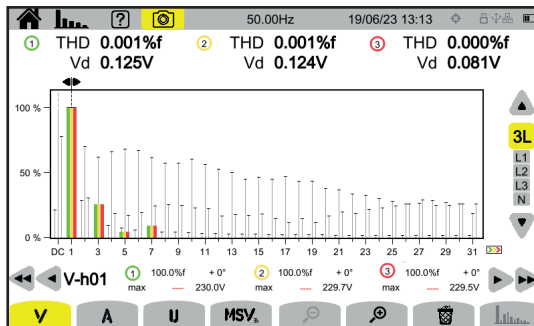 ? 50.00Hz 19/06/23 13:13
1 THD 0.001%f 2 THD 0.001%f 3 THD 0.000%f
Vd 0.125V Vd 0.124V Vd 0.081V
100 %
50 %
0 %
DC 1 3 5 7 9 11 13 15 17 19 21 23 25 27 29 31
3L
L1
L2
L3
N
V-h01 1 100.0%f + 0° 2 100.0%f + 0° 3 100.0%f + 0°
max ---- 230.0V max ---- 229.7V max ---- 229.5V
V A U MSV